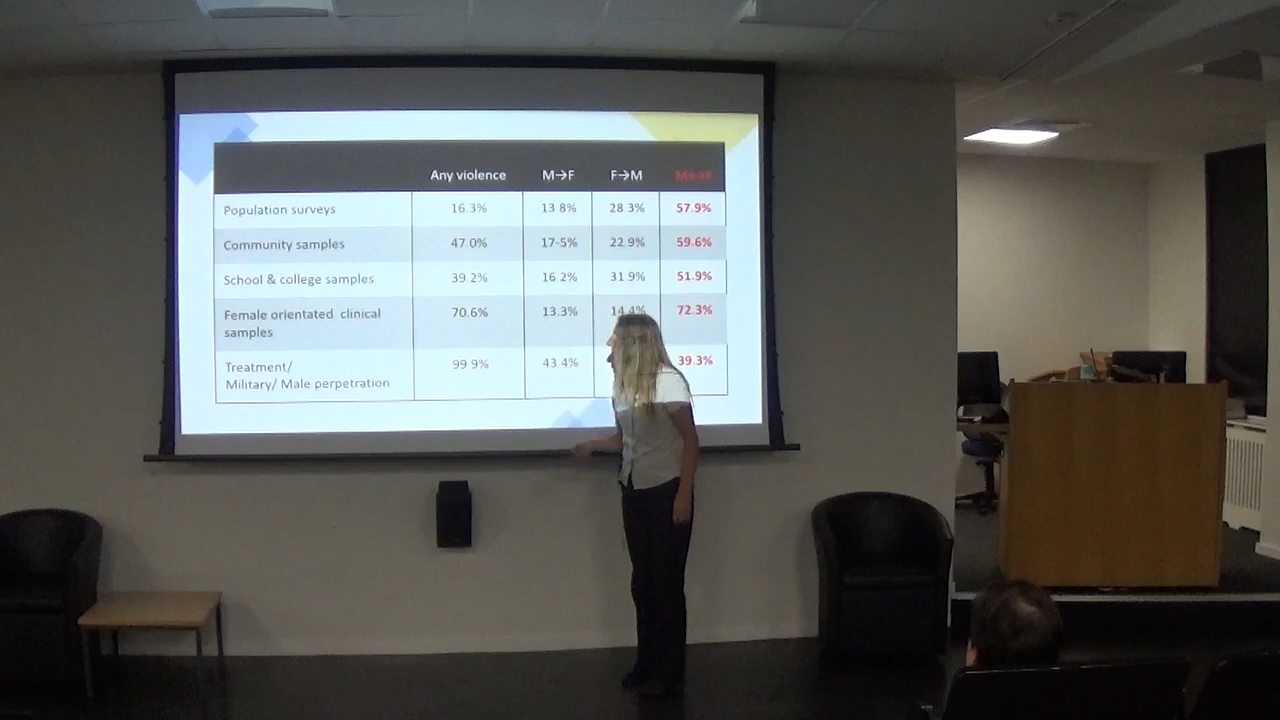 Any violence M→F F→M M↔F
Population surveys 16.3% 13.8% 28.3% 57.9%
Community samples 47.0% 17-5% 22.9% 59.6%
School & college samples 39.2% 16.2% 31.9% 51.9%
Female orientated clinical 70.6% 13.3% 14.4% 72.3%
samples
Treatment/ 99.9% 43.4% 39.3%
Military/ Male perpetration